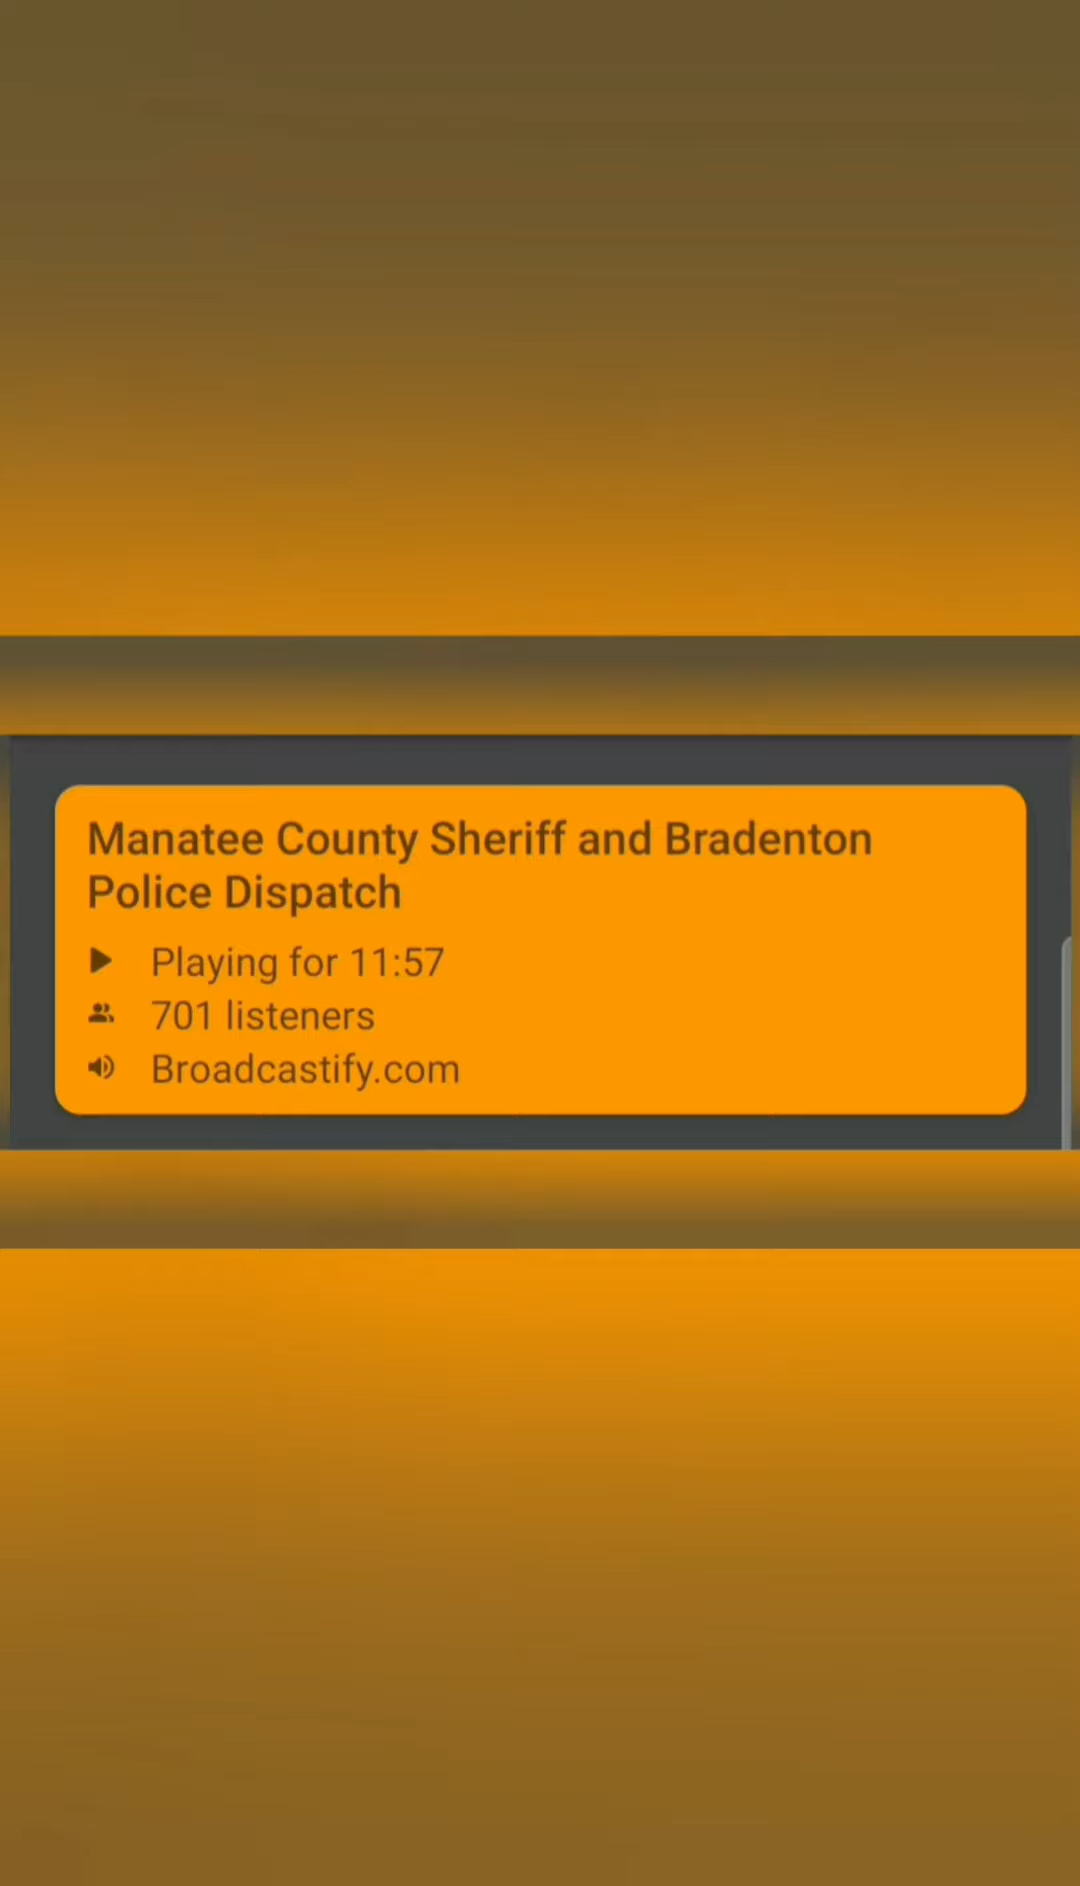 Manatee County Sheriff and Bradenton
Police Dispatch
Playing for 11:57
701 listeners
Broadcastify.com